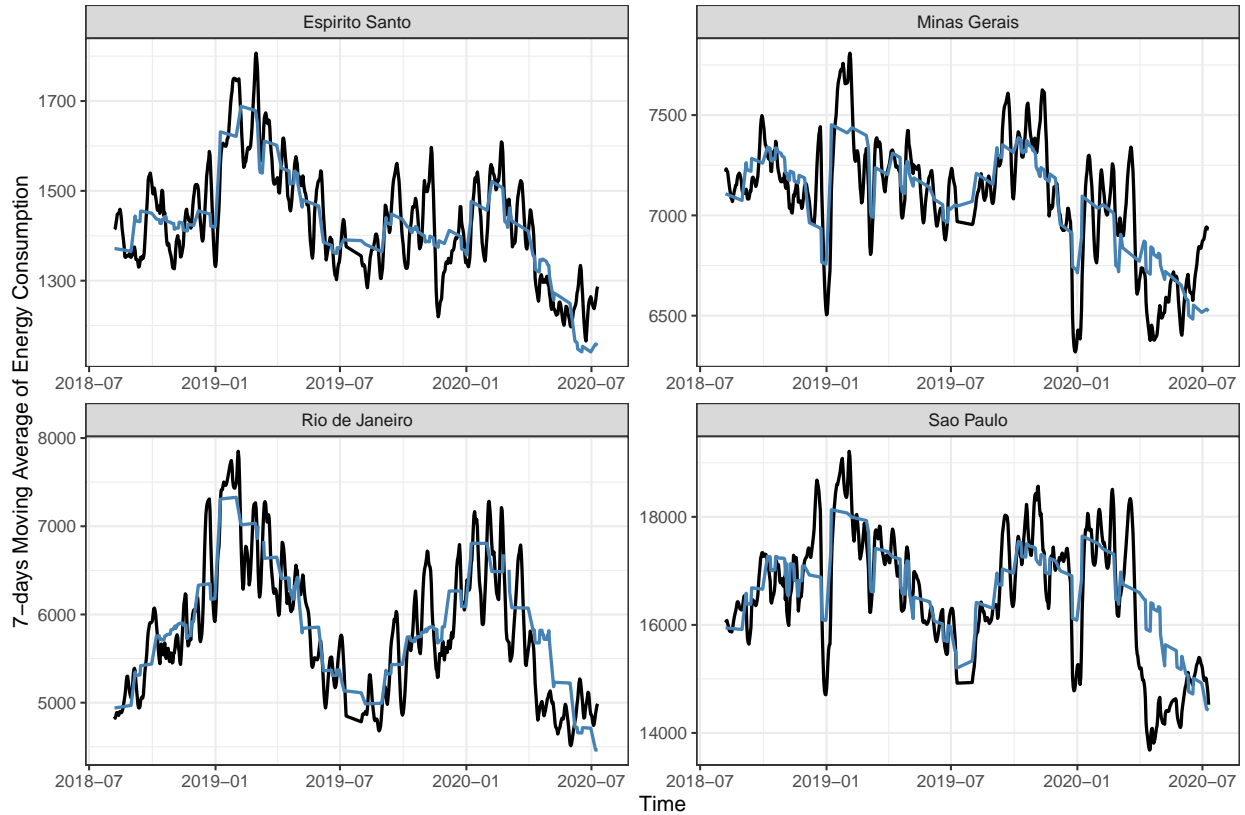 Espirito Santo
Minas Gerais
1700
1500
1300
7500
7000
6500
2018−07 2019−01 2019−07 2020−01 2020−07
2018−07 2019−01 2019−07 2020−01 2020−07
Rio de Janeiro
Sao Paulo
8000
7000
6000
5000
18000
16000
14000
2018−07 2019−01 2019−07 2020−01 2020−07
2018−07 2019−01 2019−07 2020−01 2020−07
Time
7−days Moving Average of Energy Consumption